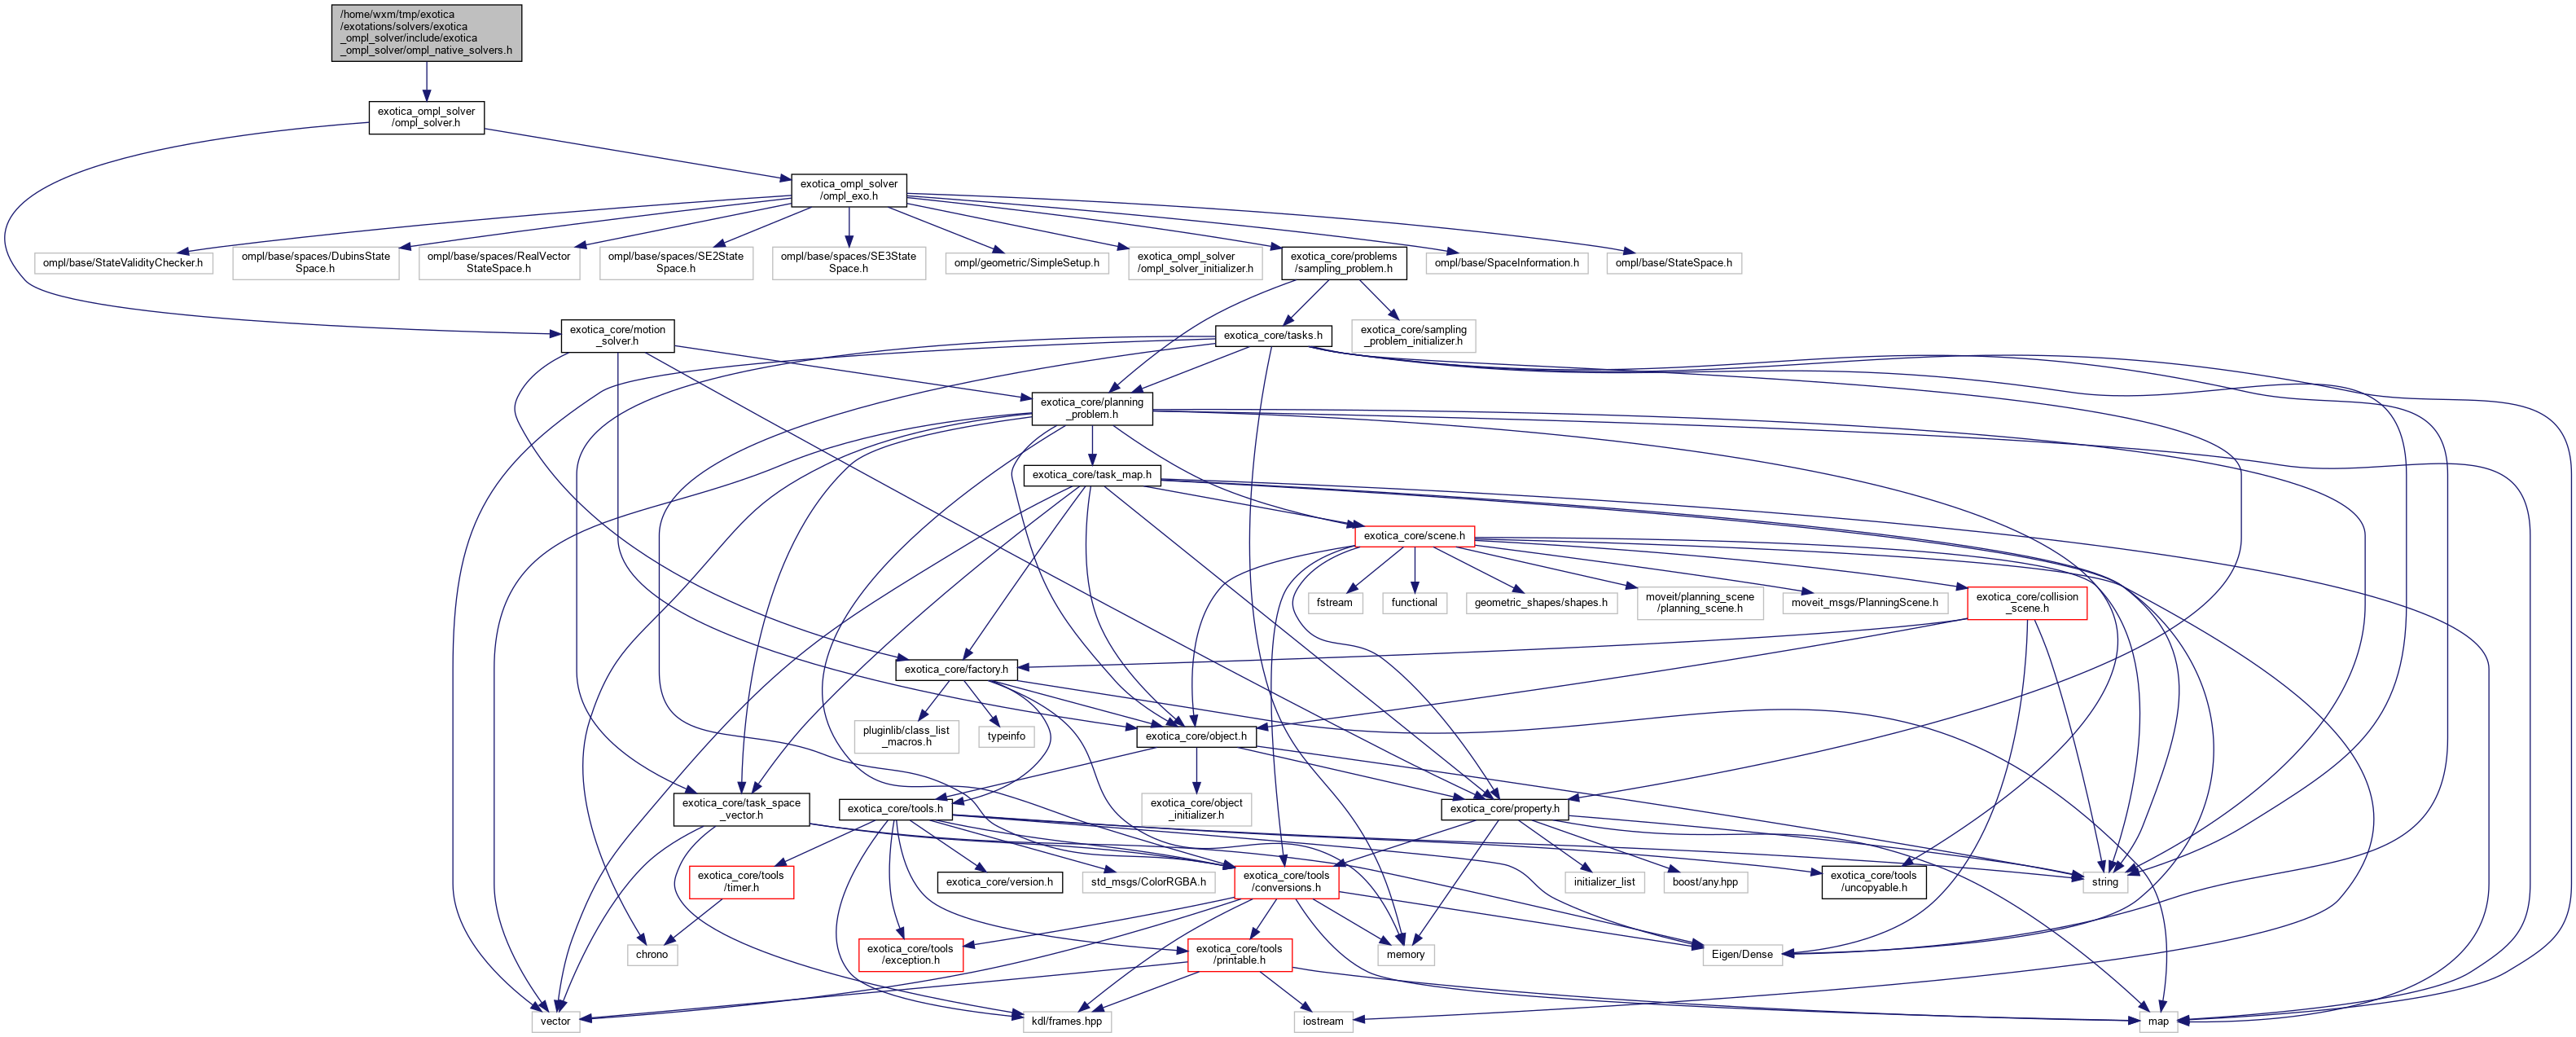 /home/wxm/tmp/exotica
/exotations/solvers/exotica
_ompl_solver/include/exotica
_ompl_solver/ompl_native_solvers.h
exotica_ompl_solver
/ompl_solver.h
exotica_ompl_solver
/ompl_exo.h
ompl/base/StateValidityChecker.h
ompl/base/spaces/DubinsState
Space.h
ompl/base/spaces/RealVector
StateSpace.h
ompl/base/spaces/SE2State
Space.h
ompl/base/spaces/SE3State
Space.h
ompl/geometric/SimpleSetup.h
exotica_ompl_solver
/ompl_solver_initializer.h
exotica_core/problems
/sampling_problem.h
ompl/base/SpaceInformation.h
ompl/base/StateSpace.h
exotica_core/motion
_solver.h
exotica_core/tasks.h
exotica_core/sampling
_problem_initializer.h
exotica_core/planning
_problem.h
exotica_core/task_map.h
exotica_core/scene.h
fstream
functional
geometric_shapes/shapes.h
moveit/planning_scene
/planning_scene.h
moveit_msgs/PlanningScene.h
exotica_core/collision
_scene.h
exotica_core/factory.h
pluginlib/class_list
_macros.h
typeinfo
exotica_core/object.h
exotica_core/task_space
_vector.h
exotica_core/tools.h
exotica_core/object
_initializer.h
exotica_core/property.h
exotica_core/tools
/timer.h
exotica_core/version.h
std_msgs/ColorRGBA.h
exotica_core/tools
/conversions.h
initializer_list
boost/any.hpp
exotica_core/tools
/uncopyable.h
string
chrono
exotica_core/tools
/exception.h
exotica_core/tools
/printable.h
memory
Eigen/Dense
vector
kdl/frames.hpp
iostream
map